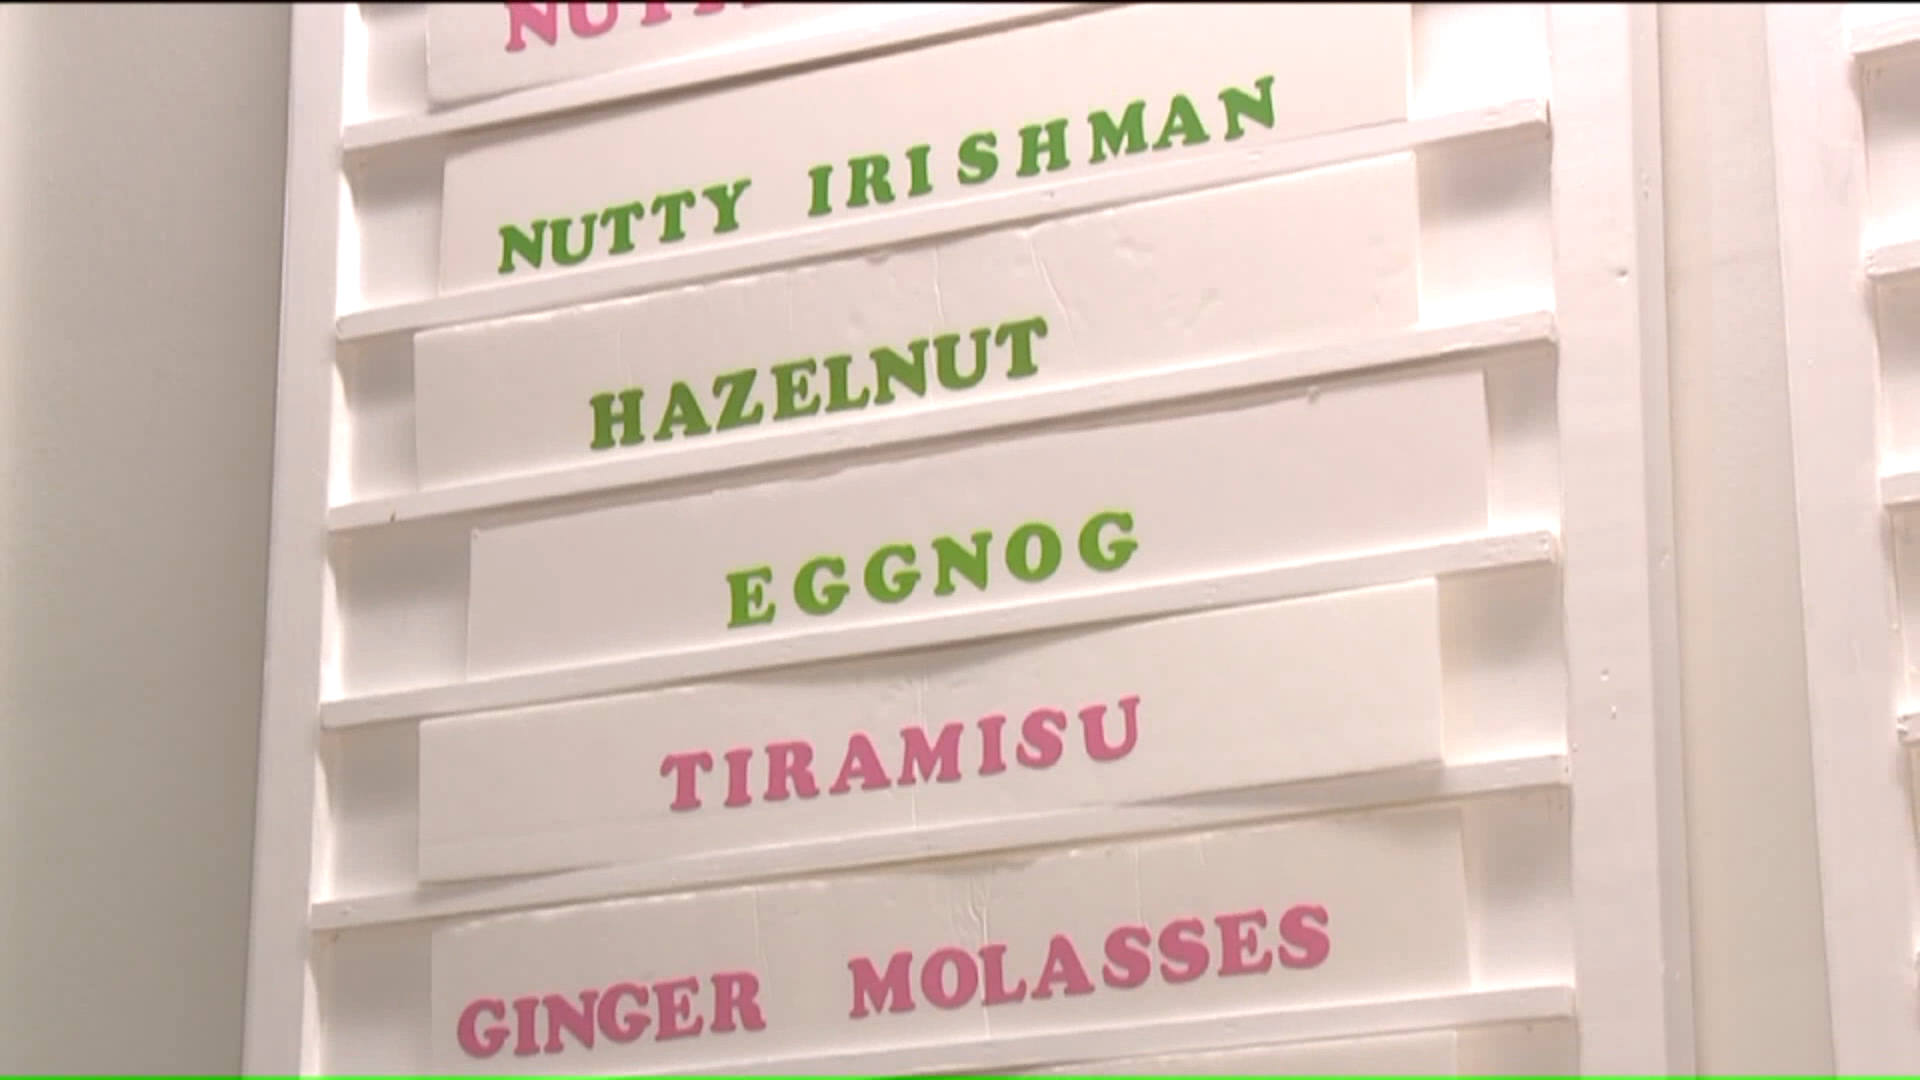 NUTTY IRISHMAN
HAZELNUT
EGGNOG
TIRAMISU
GINGER MOLASSES